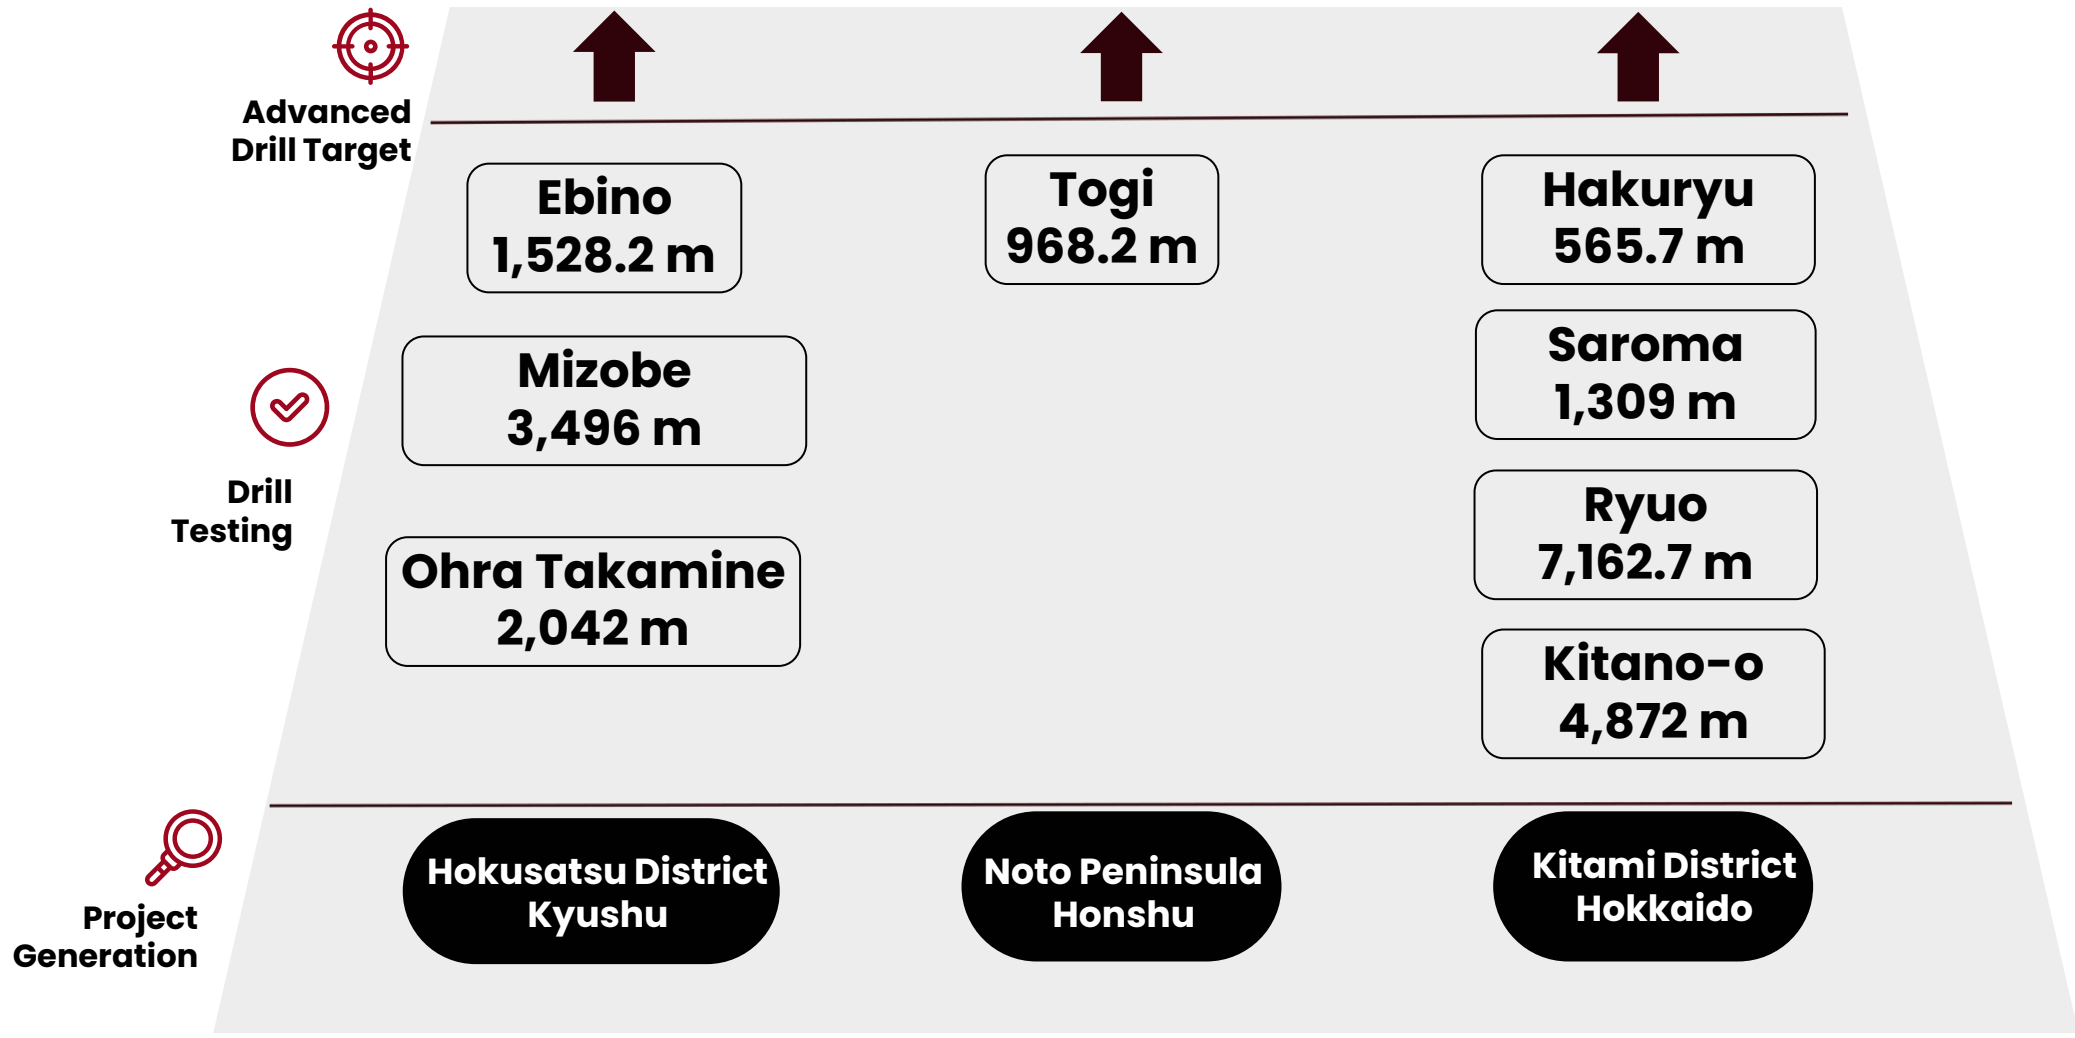 Advanced
Drill Target
Ebino
1,528.2 m
Togi
968.2 m
Hakuryu
565.7 m
Mizobe
3,496 m
Saroma
1,309 m
Drill
Testing
Ohra Takamine
2,042 m
Ryuo
7,162.7 m
Kitano-o
4,872 m
Project
Generation
Hokusatsu District
Kyushu
Noto Peninsula
Honshu
Kitami District
Hokkaido